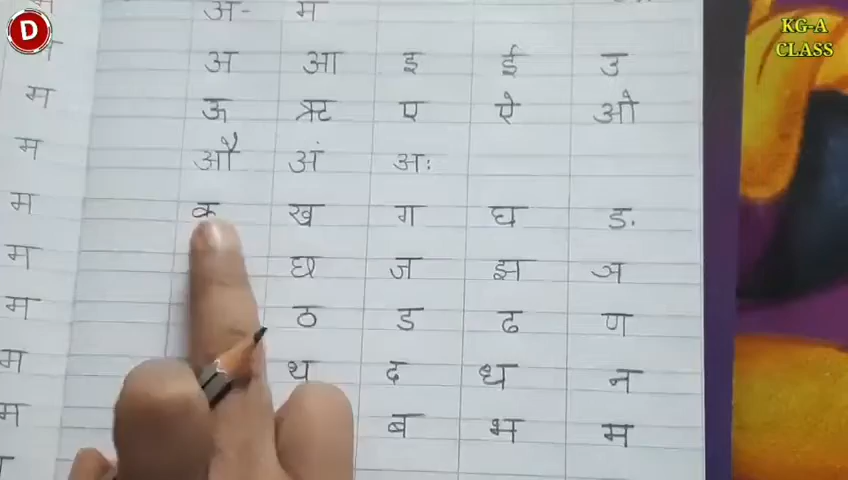 D
KG-A
CLASS
अ- म
अ आ इ ई उ
ऊ ऋ ए ऐ ओ
औ अं अः
क ख ग घ ङ
छ ज झ ञ
ठ ड ढ ण
थ द ध न
ब भ म
म
म
म
म
म
म
म